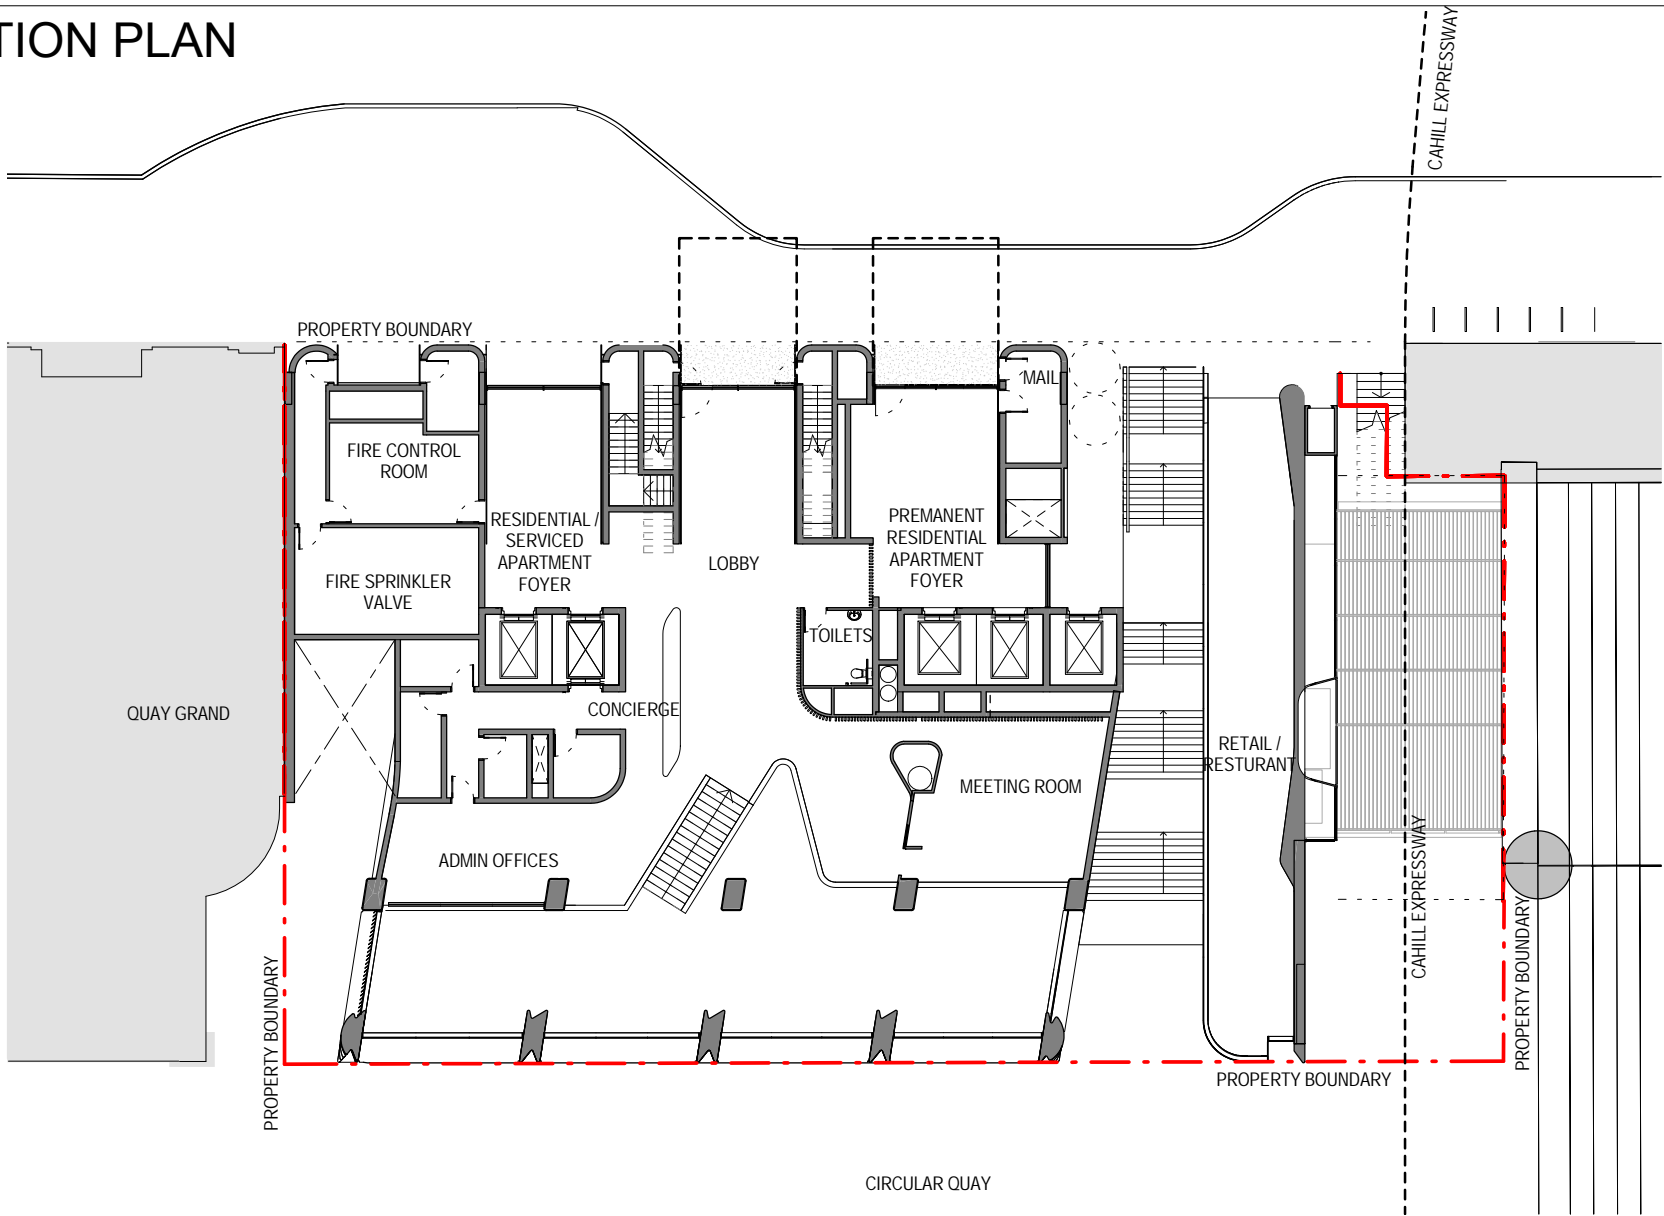 TION PLAN
CAHILL EXPRESSWAY
PROPERTY BOUNDARY
MAIL
FIRE CONTROL
ROOM
RESIDENTIAL /
SERVICED
APARTMENT
FOYER
PREMANENT
RESIDENTIAL
APARTMENT
FOYER
LOBBY
FIRE SPRINKLER
VALVE
TOILETS
QUAY GRAND
CONCIERGE
RETAIL /
RESTURANT
MEETING ROOM
ADMIN OFFICES
CAHILL EXPRESSWAY
PROPERTY BOUNDARY
PROPERTY BOUNDARY
PROPERTY BOUNDARY
CIRCULAR QUAY